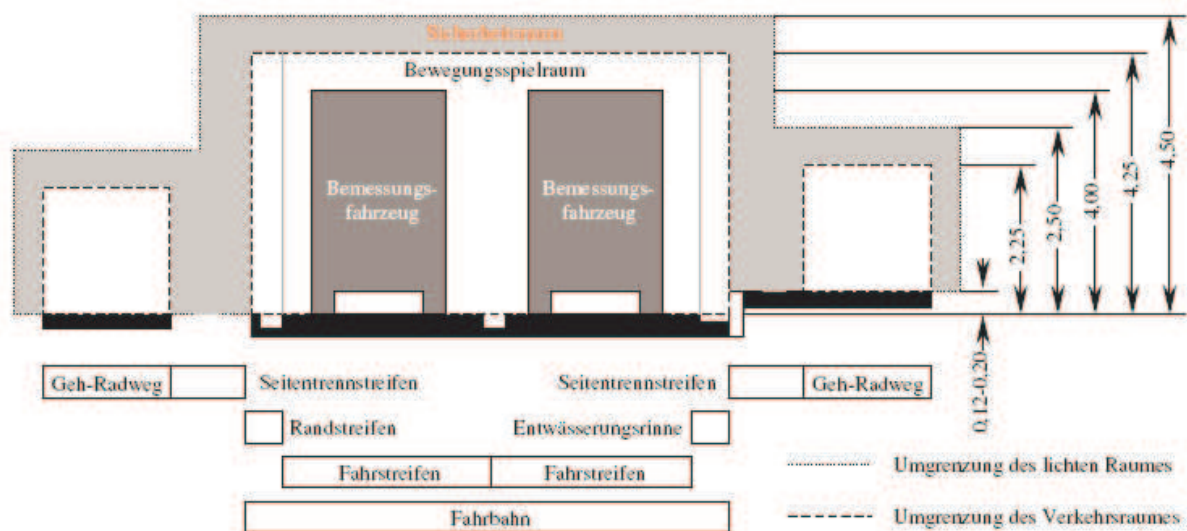 Sicherheitsraum
Bewegungsspielraum
Bemessungs-
fahrzeug
Bemessungs-
fahrzeug
2,25
2,50
4,00
4,25
4,50
0,12-0,20
Geh-Radweg
Seitentrennstreifen
Seitentrennstreifen
Geh-Radweg
Randstreifen
Entwässerungsrinne
Fahrstreifen
Fahrstreifen
Fahrbahn
Umgrenzung des lichten Raumes
Umgrenzung des Verkehrsraumes